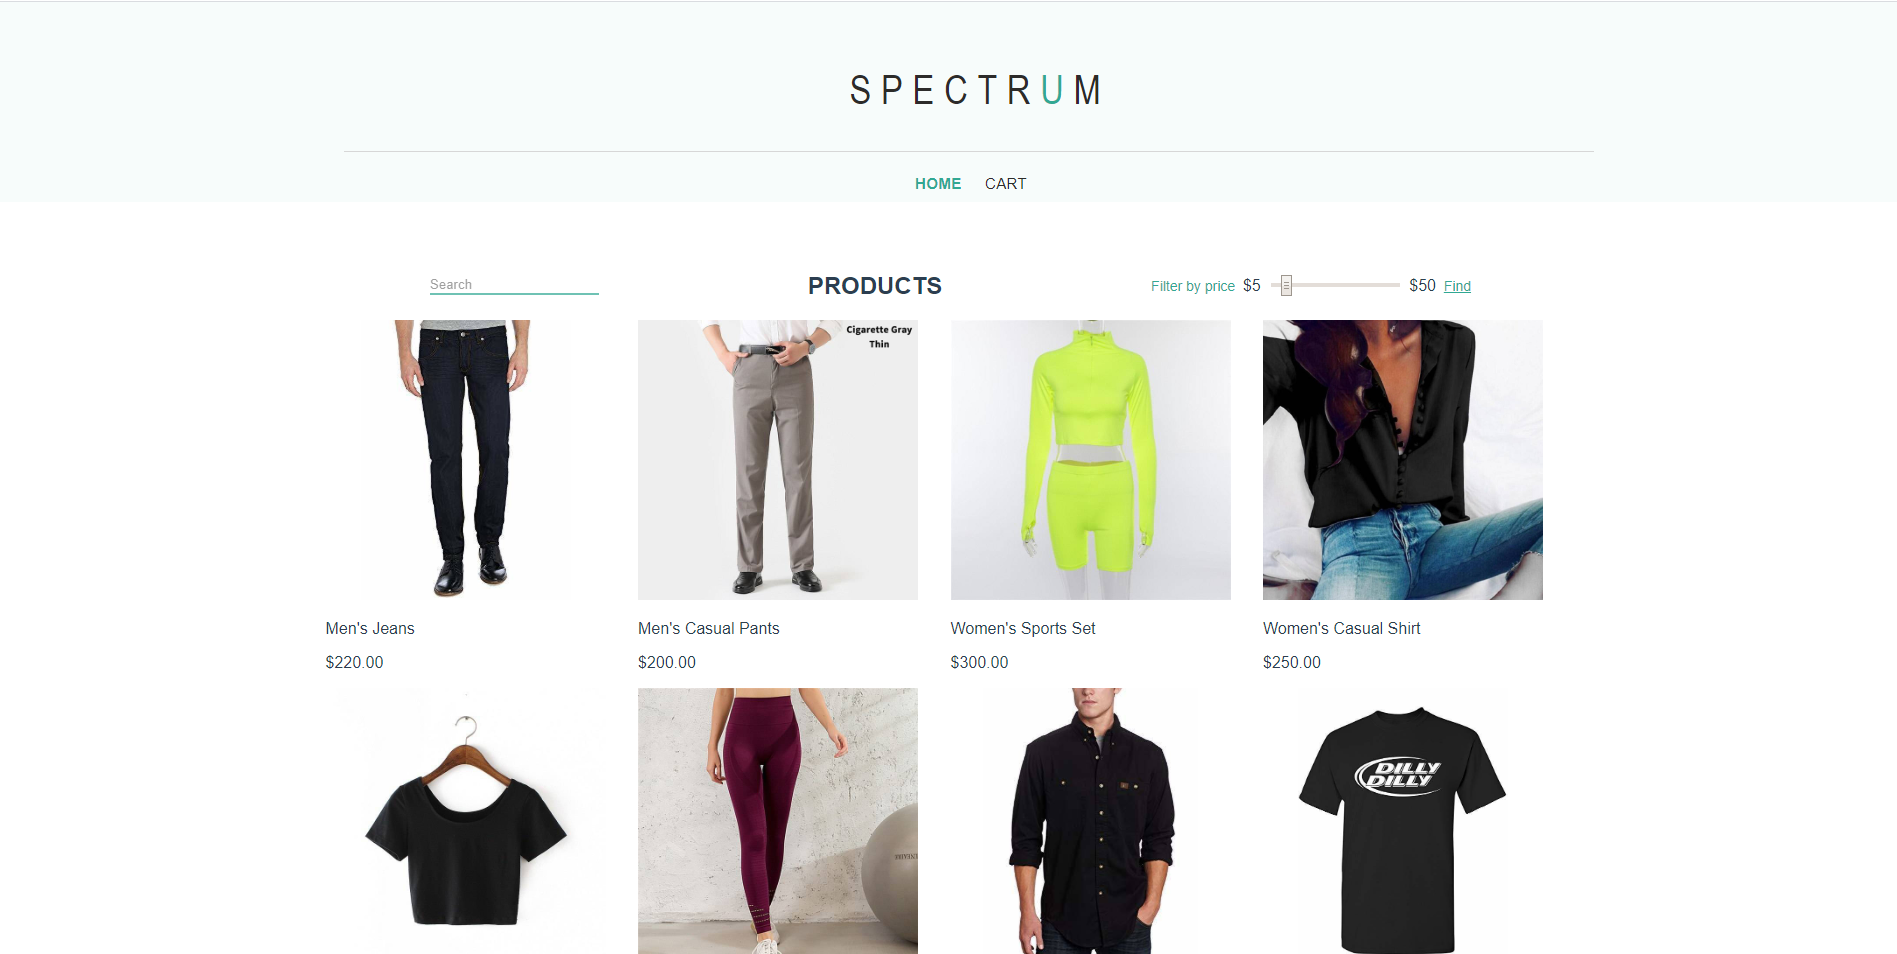 SPECTRUM
HOME CART
Search
PRODUCTS
Filter by price $5 $50 Find
Cigarette Gray
Thin
Men's Jeans
Men's Casual Pants
Women's Sports Set
Women's Casual Shirt
$220.00
$200.00
$300.00
$250.00
DILLY
DILLY